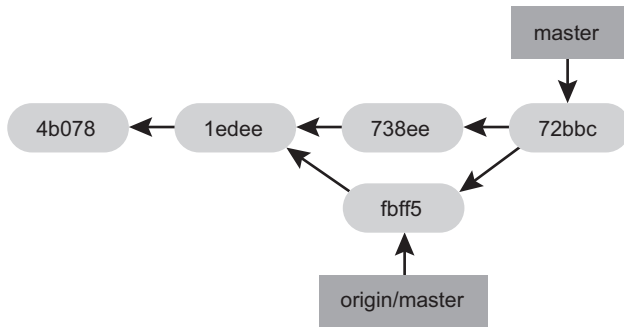 master
4b078
1edee
738ee
72bbc
fbff5
origin/master